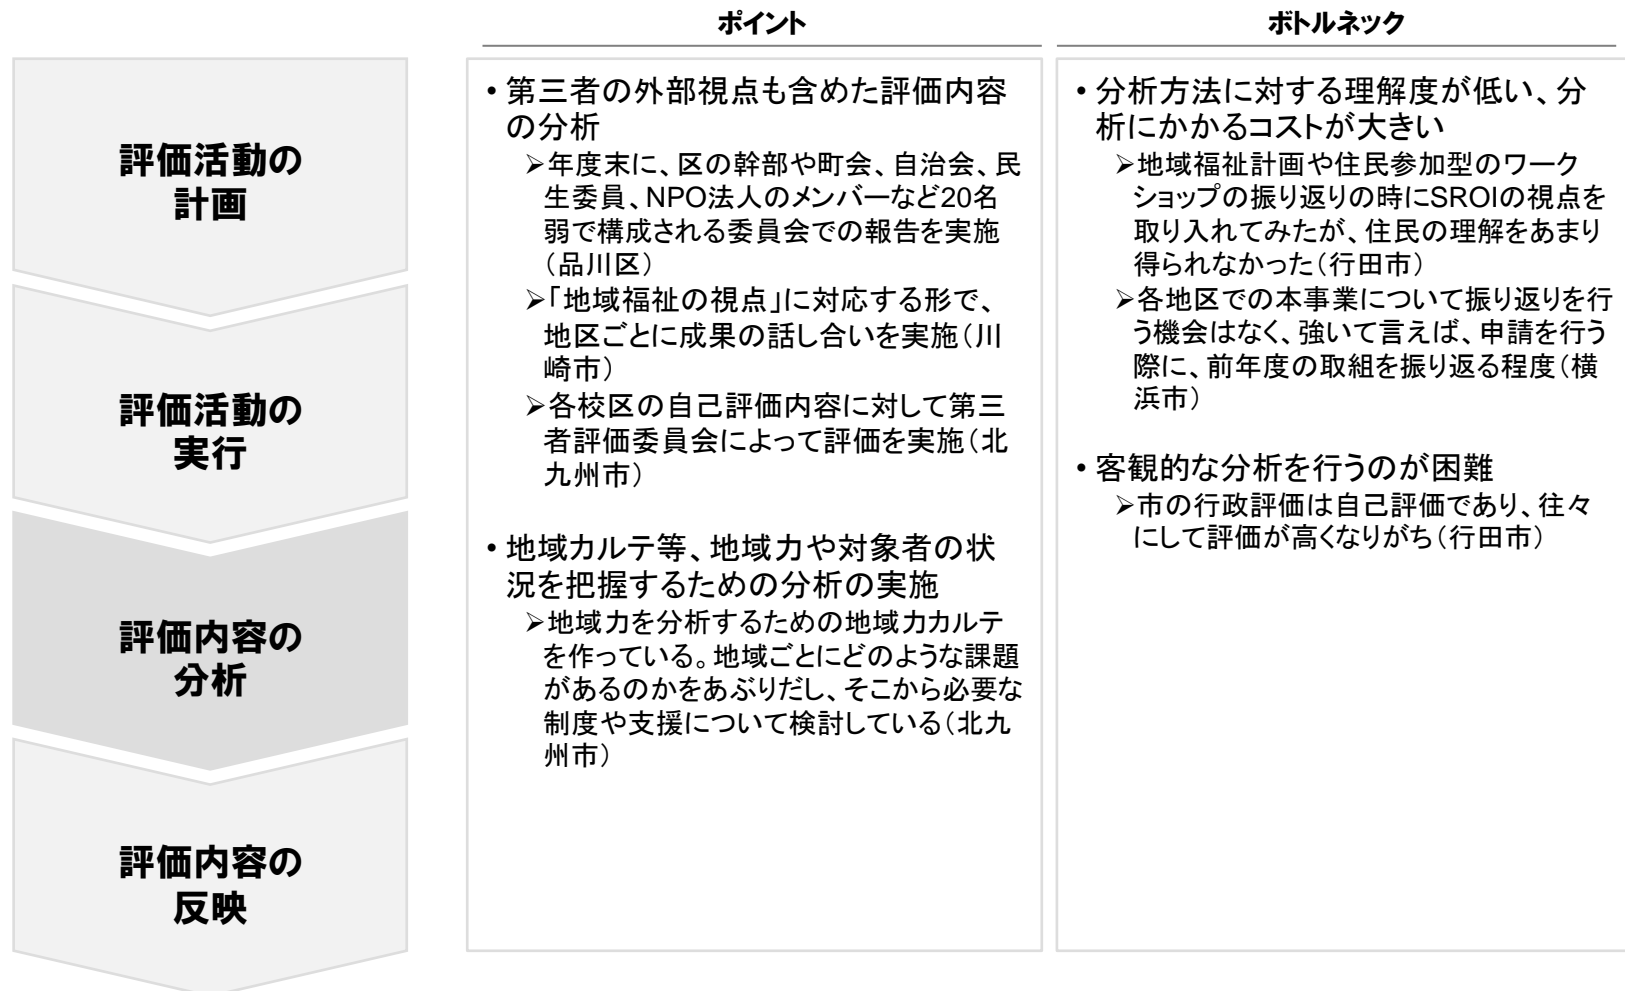 ポイント
ボトルネック
評価活動の
計画
評価活動の
実行
評価内容の
分析
評価内容の
反映
• 第三者の外部視点も含めた評価内容
の分析
➢年度末に、区の幹部や町会、自治会、民
生委員、NPO法人のメンバーなど20名
弱で構成される委員会での報告を実施
（品川区）
➢「地域福祉の視点」に対応する形で、
地区ごとに成果の話し合いを実施（川
崎市）
➢各校区の自己評価内容に対して第三
者評価委員会によって評価を実施（北
九州市）
• 地域カルテ等、地域力や対象者の状
況を把握するための分析の実施
➢地域力を分析するための地域力カルテ
を作っている。地域ごとにどのような課題
があるのかをあぶりだし、そこから必要な
制度や支援について検討している（北九
州市）
• 分析方法に対する理解度が低い、分
析にかかるコストが大きい
➢地域福祉計画や住民参加型のワーク
ショップの振り返りの時にSROIの視点を
取り入れてみたが、住民の理解をあまり
得られなかった（行田市）
➢各地区での本事業について振り返りを行
う機会はなく、強いて言えば、申請を行う
際に、前年度の取組を振り返る程度（横
浜市）
• 客観的な分析を行うのが困難
➢市の行政評価は自己評価であり、往々
にして評価が高くなりがち（行田市）